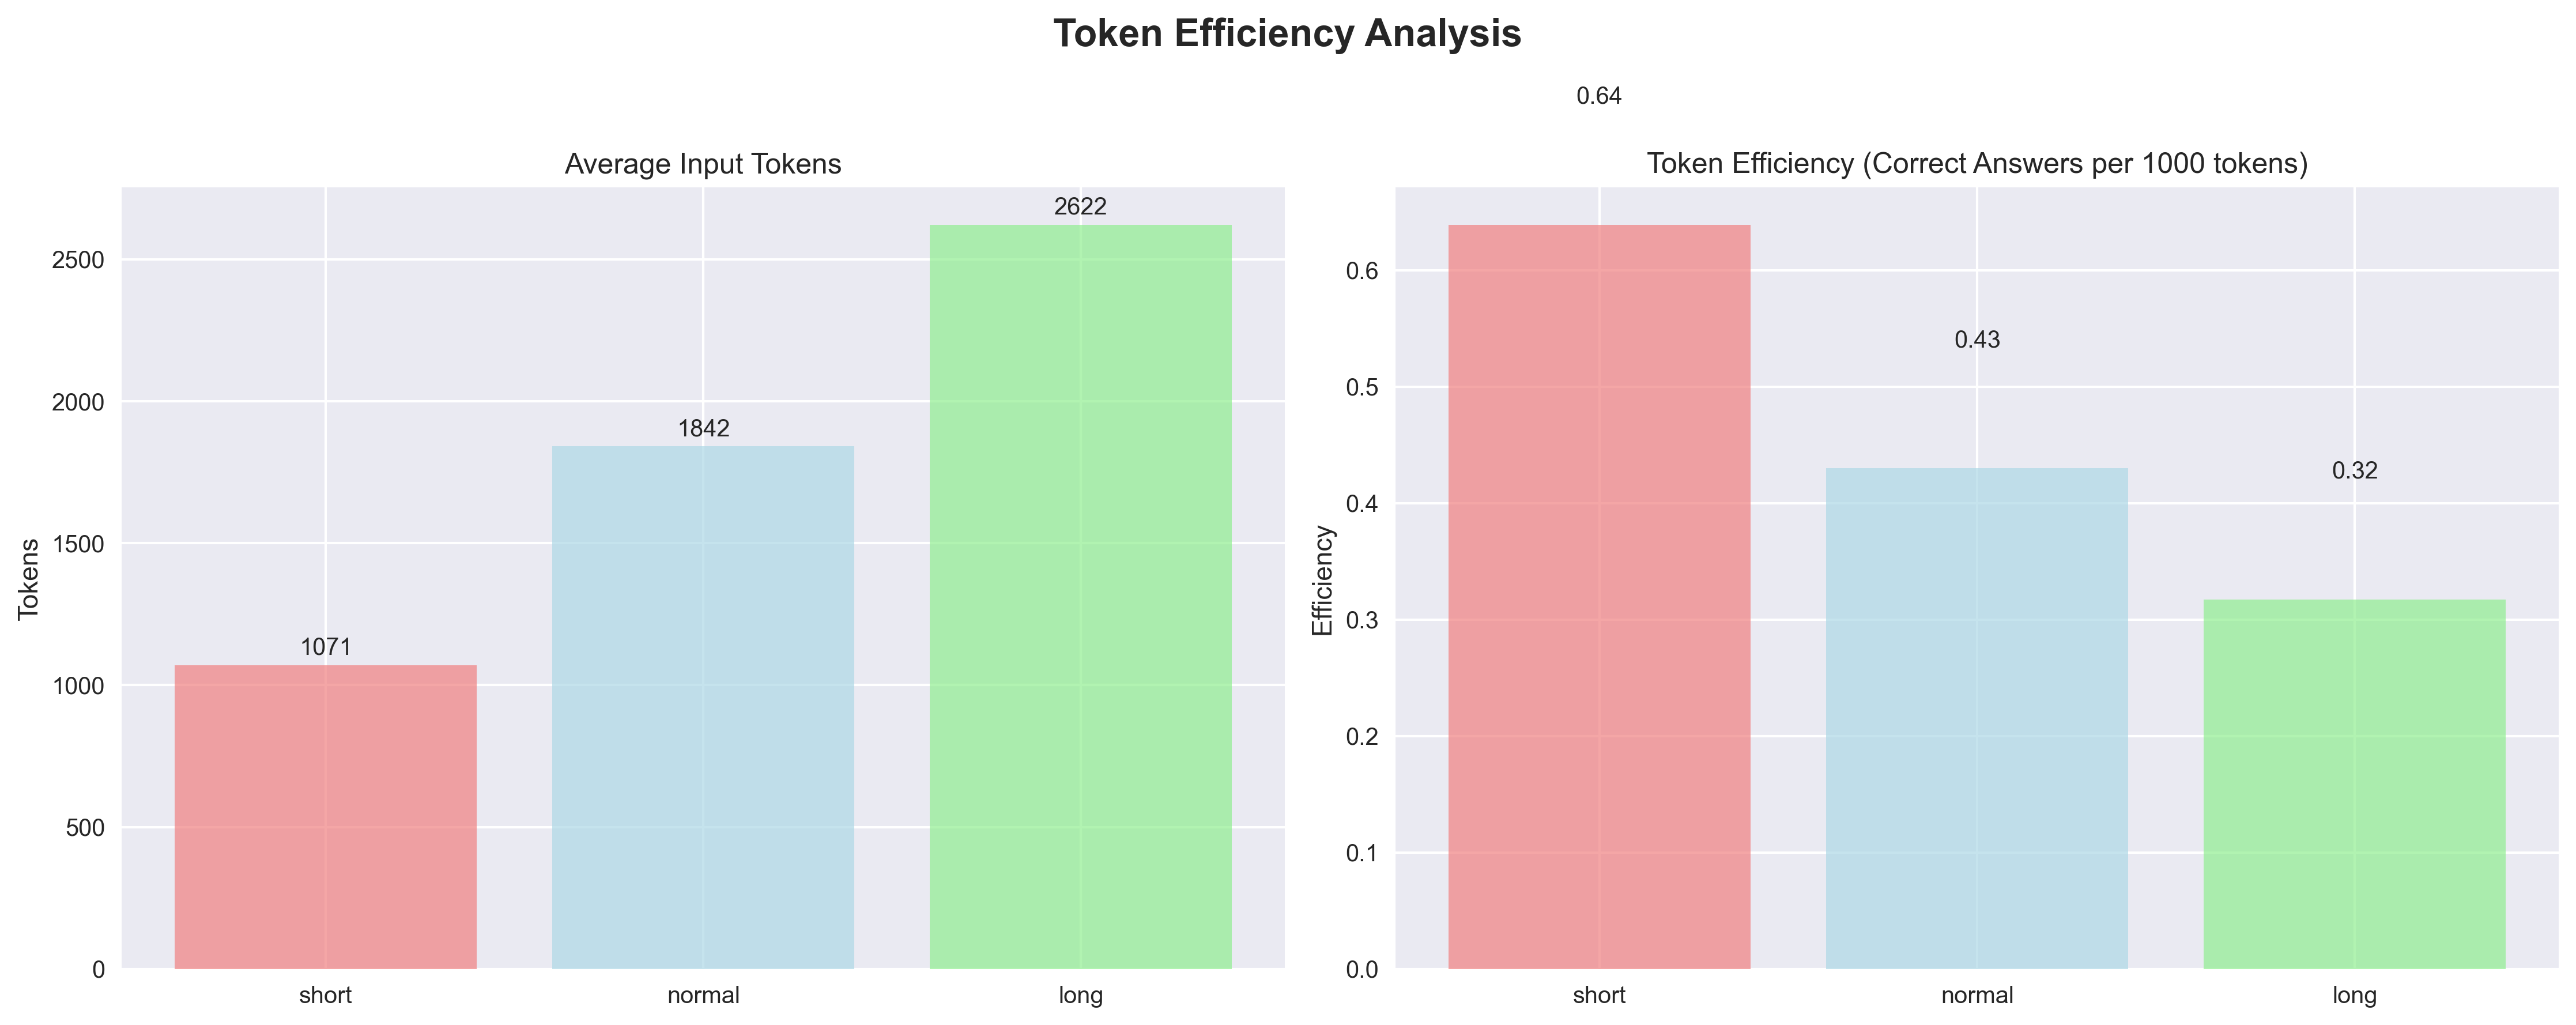 Token Efficiency Analysis
Average Input Tokens
Tokens
2500
2000
1500
1000
500
0
1071
1842
2622
short
normal
long
Token Efficiency (Correct Answers per 1000 tokens)
Efficiency
0.6
0.5
0.4
0.3
0.2
0.1
0.0
0.64
0.43
0.32
short
normal
long